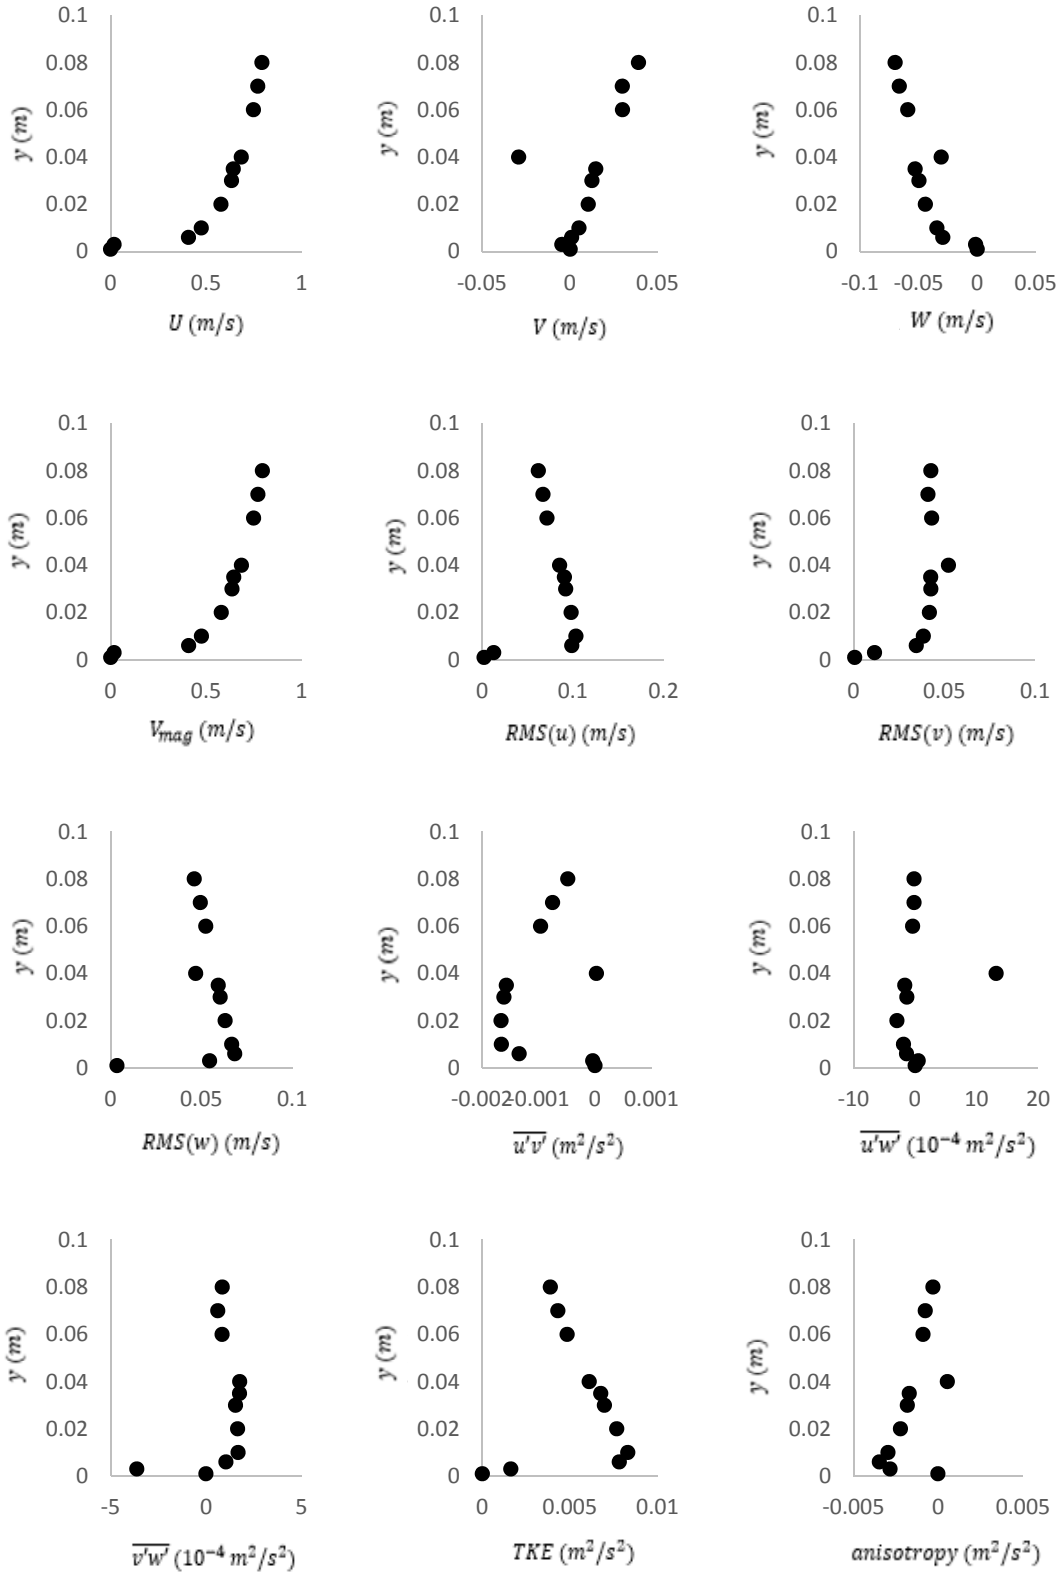 0.1 0.1 0.1
0.08 0.08 0.08
0.06 0.06 0.06
y (m) y (m) y (m)
0.04 0.04 0.04
0.02 0.02 0.02
0 0 0
0 0.5 1 -0.05 0 0.05 -0.1 -0.05 0 0.05
U (m/s) V (m/s) W (m/s)
0.1 0.1 0.1
0.08 0.08 0.08
0.06 0.06 0.06
y (m) y (m) y (m)
0.04 0.04 0.04
0.02 0.02 0.02
0 0 0
0 0.5 1 0 0.1 0.2 0 0.05 0.1
V_{mag} (m/s) RMS(u) (m/s) RMS(v) (m/s)
0.1 0.1 0.1
0.08 0.08 0.08
0.06 0.06 0.06
y (m) y (m) y (m)
0.04 0.04 0.04
0.02 0.02 0.02
0 0 0
0 0.05 0.1 -0.002 -0.001 0 0.001 -10 0 10 20
RMS(w) (m/s) \overline{u'v'} (m²/s²) \overline{u'w'} (10⁻⁴ m²/s²)
0.1 0.1 0.1
0.08 0.08 0.08
0.06 0.06 0.06
y (m) y (m) y (m)
0.04 0.04 0.04
0.02 0.02 0.02
0 0 0
-5 0 5 0 0.005 0.01 -0.005 0 0.005
\overline{v'w'} (10⁻⁴ m²/s²) TKE (m²/s²) anisotropy (m²/s²)